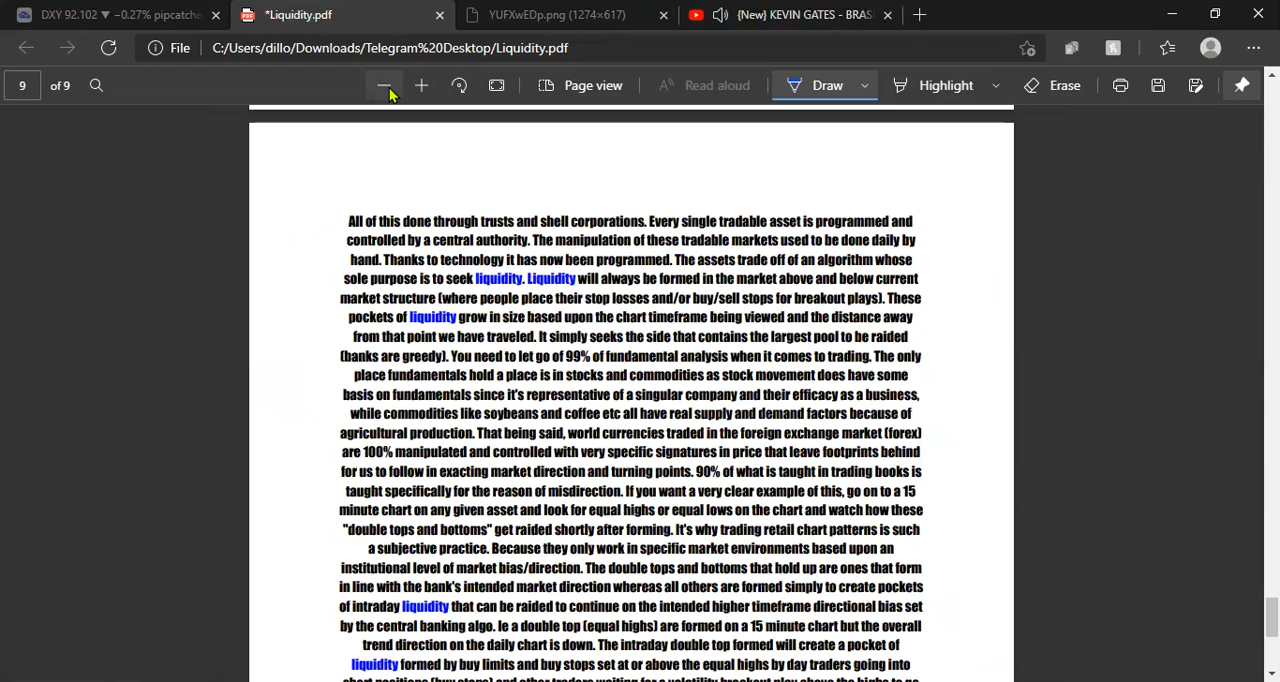 DXY 92.102 ▼ −0.27% pipcatche
*Liquidity.pdf
YUFXwEDp.png (1274×617)
{New} KEVIN GATES - BRAS
File
C:/Users/dillo/Downloads/Telegram%20Desktop/Liquidity.pdf
9 of 9
Page view
Read aloud
Draw
Highlight
Erase
All of this done through trusts and shell corporations. Every single tradable asset is programmed and
controlled by a central authority. The manipulation of these tradable markets used to be done daily by
hand. Thanks to technology it has now been programmed. The assets trade off of an algorithm whose
sole purpose is to seek liquidity. Liquidity will always be formed in the market above and below current
market structure (where people place their stop losses and/or buy/sell stops for breakout plays). These
pockets of liquidity grow in size based upon the chart timeframe being viewed and the distance away
from that point we have traveled. It simply seeks the side that contains the largest pool to be raided
(banks are greedy). You need to let go of 99% of fundamental analysis when it comes to trading. The only
place fundamentals hold a place is in stocks and commodities as stock movement does have some
basis on fundamentals since it's representative of a singular company and their efficacy as a business,
while commodities like soybeans and coffee etc all have real supply and demand factors because of
agricultural production. That being said, world currencies traded in the foreign exchange market (forex)
are 100% manipulated and controlled with very specific signatures in price that leave footprints behind
for us to follow in exacting market direction and turning points. 90% of what is taught in trading books is
taught specifically for the reason of misdirection. If you want a very clear example of this, go on to a 15
minute chart on any given asset and look for equal highs or equal lows on the chart and watch how these
"double tops and bottoms" get raided shortly after forming. It's why trading retail chart patterns is such
a subjective practice. Because they only work in specific market environments based upon an
institutional level of market bias/direction. The double tops and bottoms that hold up are ones that form
in line with the bank's intended market direction whereas all others are formed simply to create pockets
of intraday liquidity that can be raided to continue on the intended higher timeframe directional bias set
by the central banking algo. Ie a double top (equal highs) are formed on a 15 minute chart but the overall
trend direction on the daily chart is down. The intraday double top formed will create a pocket of
liquidity formed by buy limits and buy stops set at or above the equal highs by day traders going into
short positions (buy stops) and other traders waiting for a volatility breakout play above the highs to go